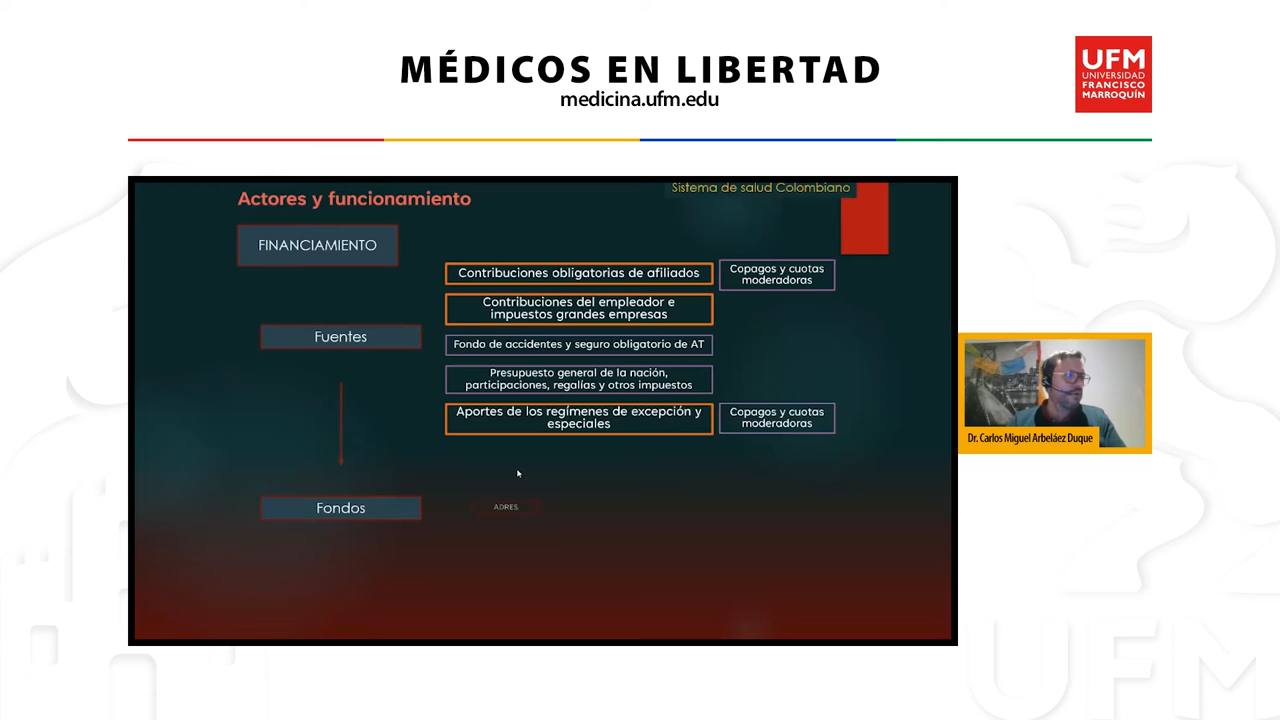 MÉDICOS EN LIBERTAD
medicina.ufm.edu
UFM
UNIVERSIDAD
FRANCISCO
MARROQUÍN
Sistema de salud Colombiano
Actores y funcionamiento
FINANCIAMIENTO
Contribuciones obligatorias de afiliados
Copagos y cuotas
moderadoras
Contribuciones del empleador e
impuestos grandes empresas
Fuentes
Fondo de accidentes y seguro obligatorio de AT
Presupuesto general de la nación,
participaciones, regalías y otros impuestos
Aportes de los regímenes de excepción y
especiales
Copagos y cuotas
moderadoras
Dr. Carlos Miguel Arbeláez Duque
Fondos
ADRES
UFM